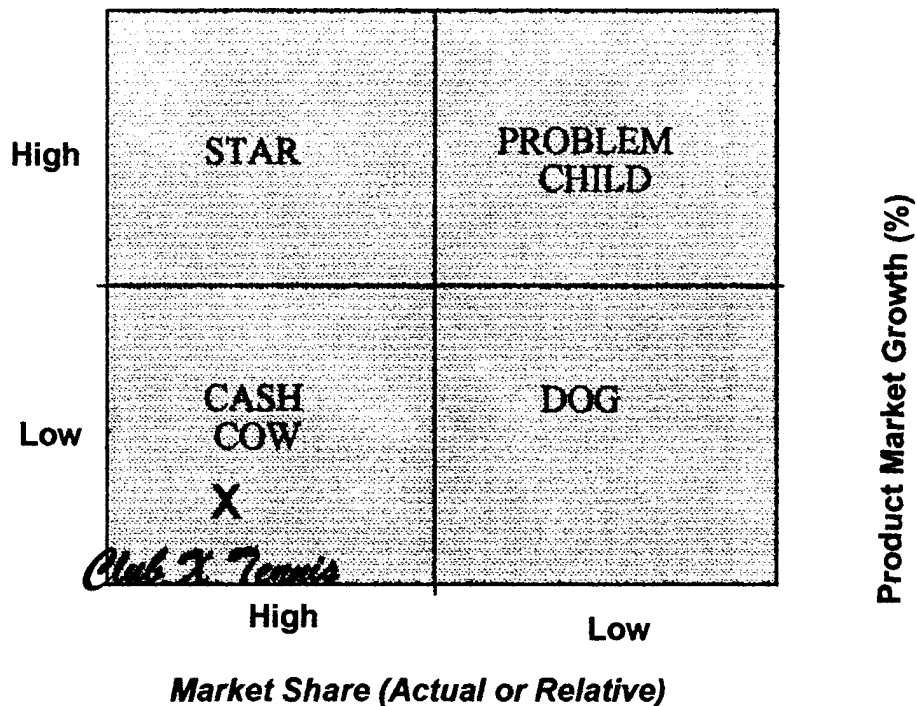 High
STAR
PROBLEM
CHILD
Low
CASH
COW
DOG
X
Club X Tennis
High
Low
Market Share (Actual or Relative)
Product Market Growth (%)